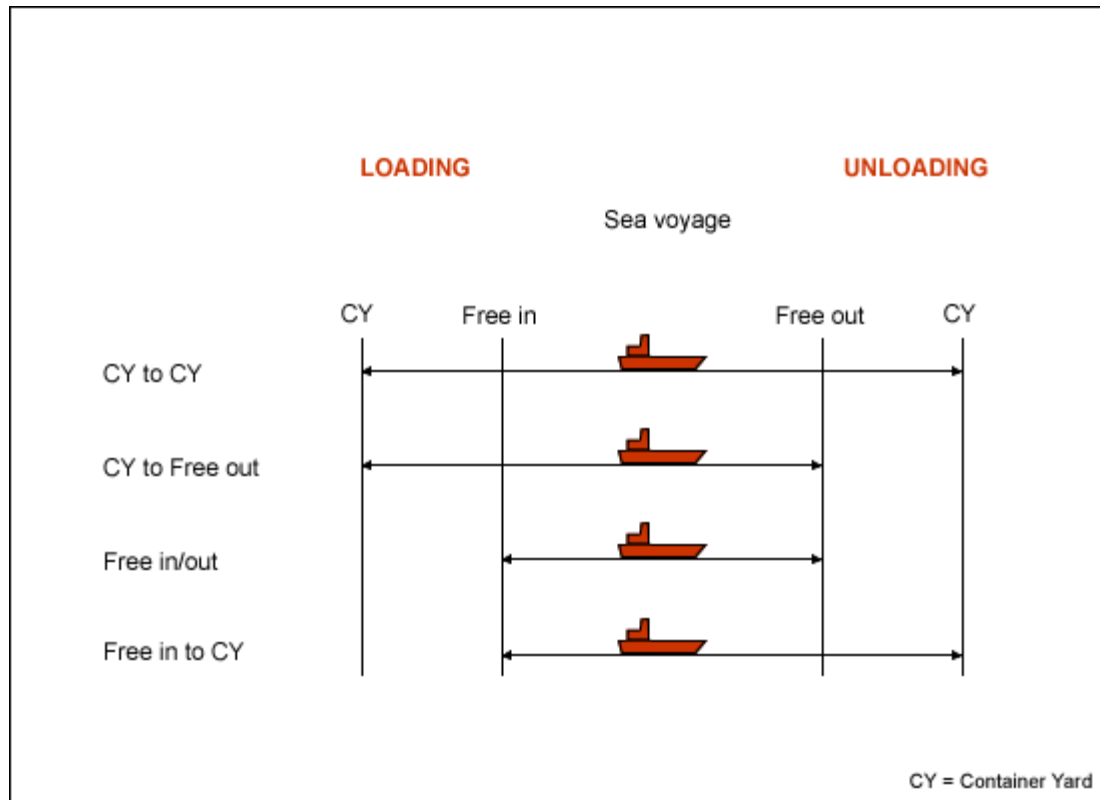 LOADING
UNLOADING
Sea voyage
CY
Free in
Free out
CY
CY to CY
CY to Free out
Free in/out
Free in to CY
CY = Container Yard